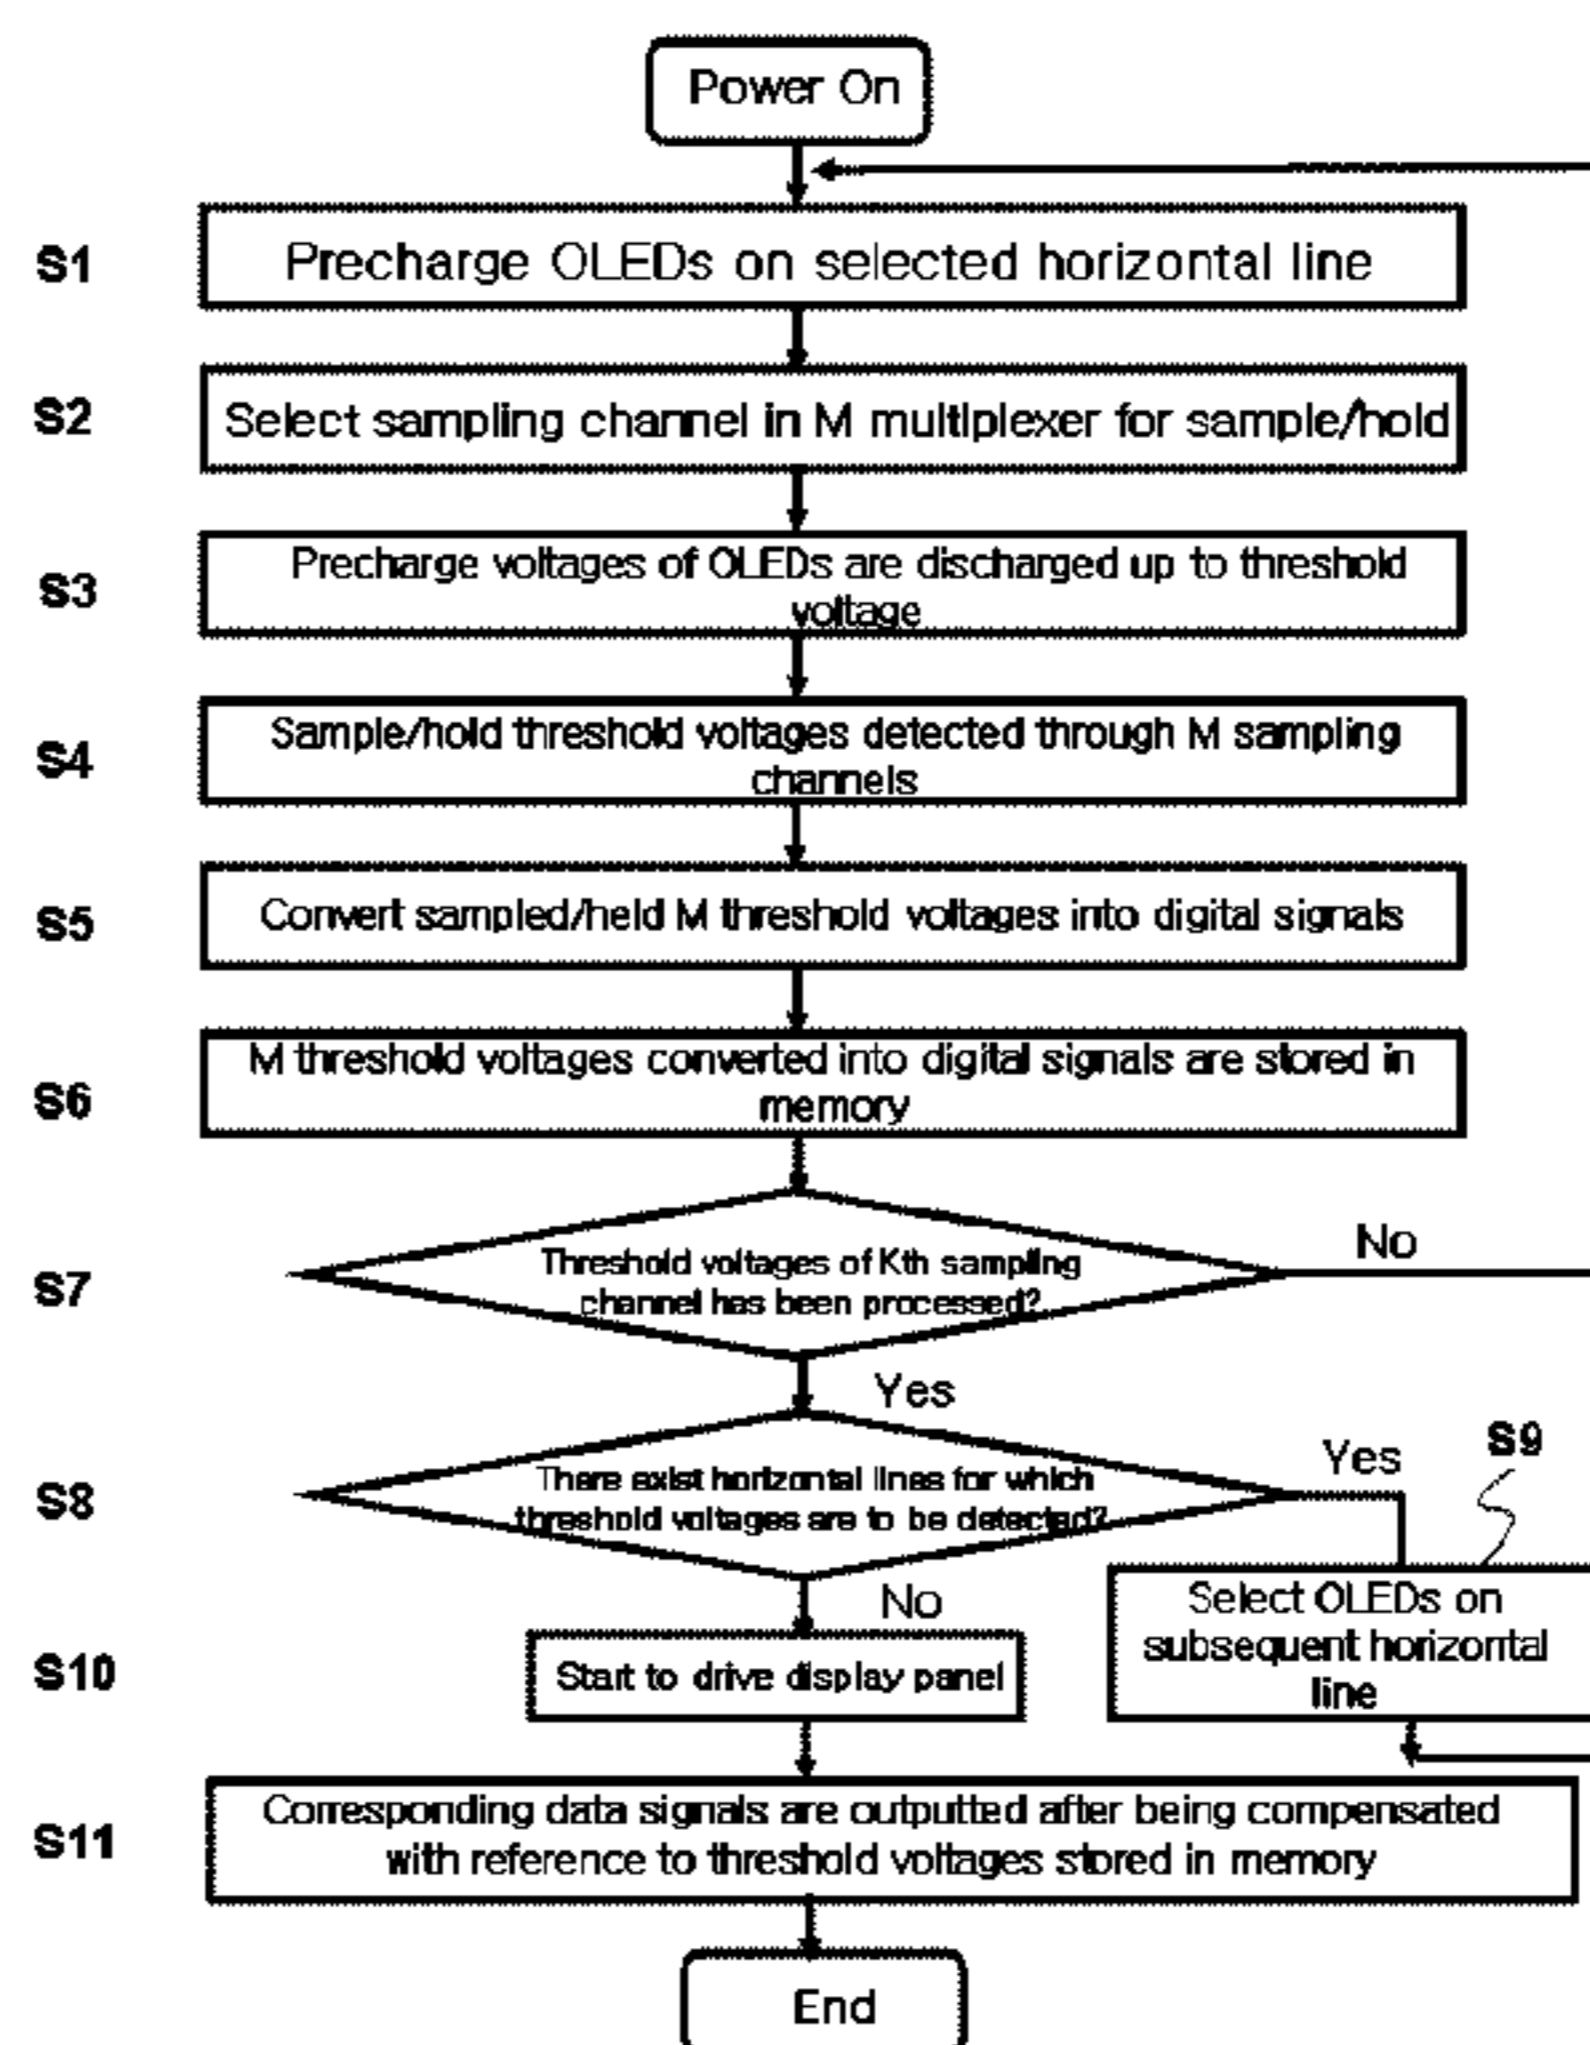 Power On
S1
Precharge OLEDs on selected horizontal line
S2
Select sampling channel in M multiplexer for sample/hold
S3
Precharge voltages of OLEDs are discharged up to threshold
voltage
S4
Sample/hold threshold voltages detected through M sampling
channels
S5
Convert sampled/held M threshold voltages into digital signals
S6
M threshold voltages converted into digital signals are stored in
memory
S7
Threshold voltages of Kth sampling
channel has been processed?
No
Yes
S8
There exist horizontal lines for which
threshold voltages are to be detected?
Yes
S9
Select OLEDs on
subsequent horizontal
line
No
S10
Start to drive display panel
S11
Corresponding data signals are outputted after being compensated
with reference to threshold voltages stored in memory
End